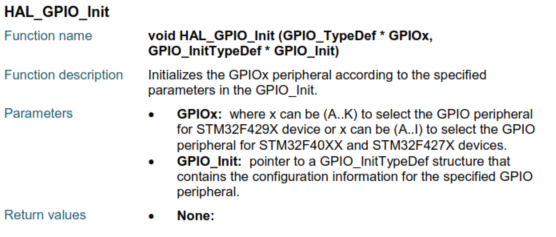 HAL_GPIO_Init
Function name void HAL_GPIO_Init (GPIO_TypeDef * GPIOx,
GPIO_InitTypeDef * GPIO_Init)
Function description Initializes the GPIOx peripheral according to the specified
parameters in the GPIO_Init.
Parameters • GPIOx: where x can be (A..K) to select the GPIO peripheral
for STM32F429X device or x can be (A..I) to select the GPIO
peripheral for STM32F40XX and STM32F427X devices.
• GPIO_Init: pointer to a GPIO_InitTypeDef structure that
contains the configuration information for the specified GPIO
peripheral.
Return values • None: